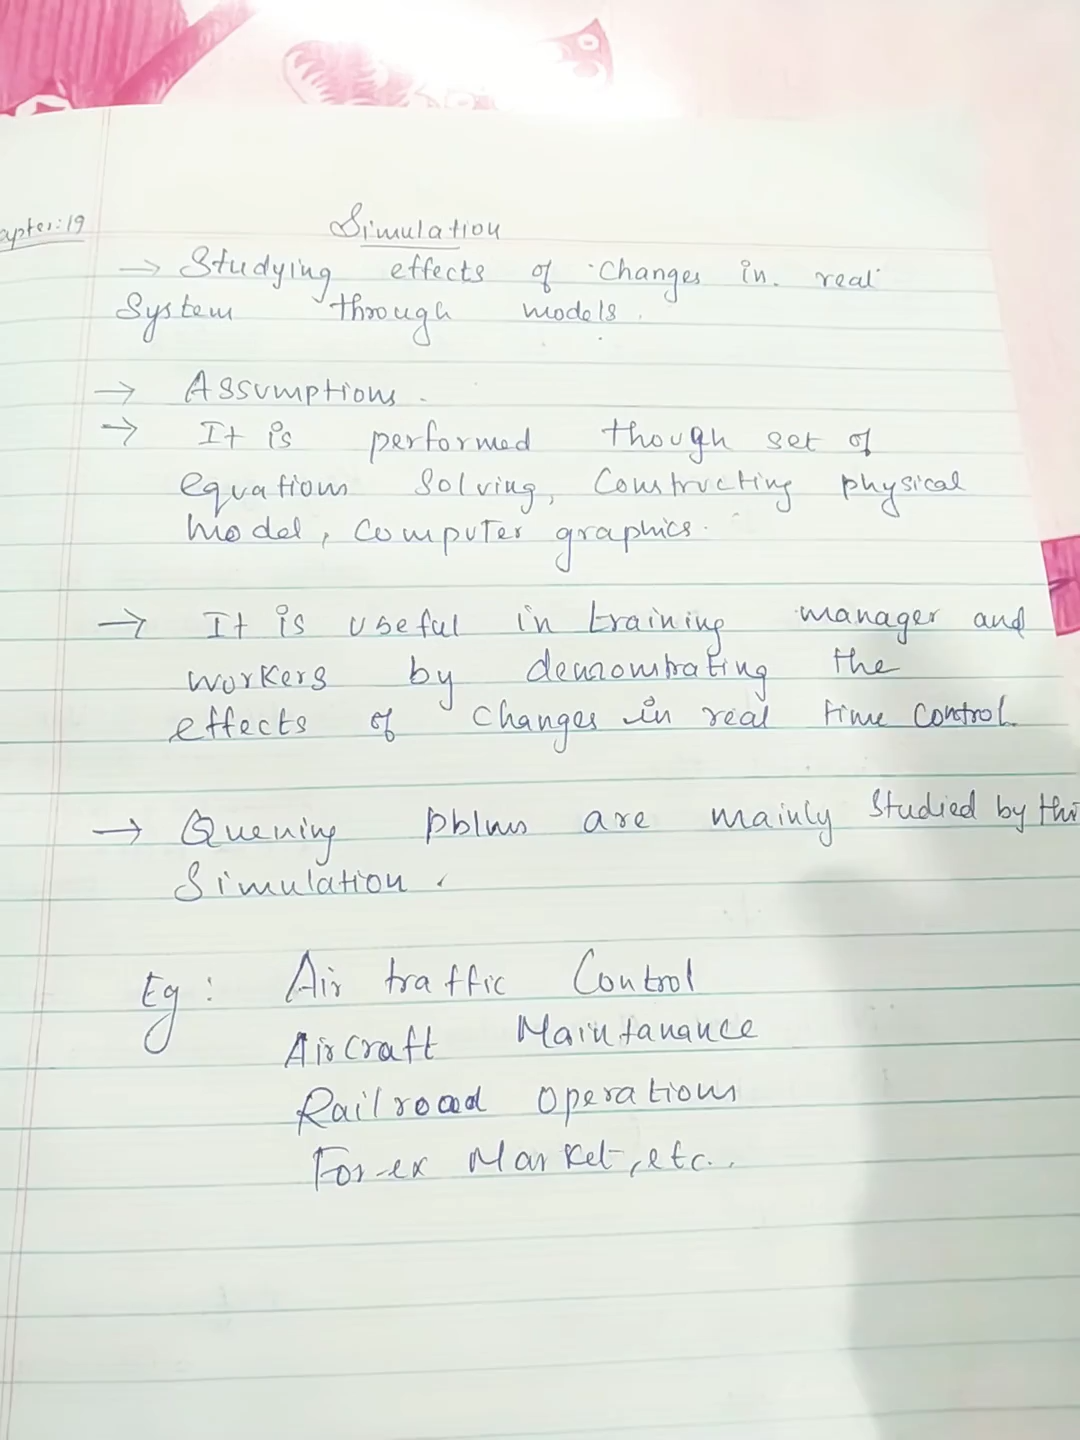 apter:19
Simulation
→ Studying effects of changes in real
System through models.
→ Assumptions.
→ It is performed though set of
equations Solving, Constructing physical
model, Computer graphics.
→ It is useful in training manager and
workers by demonstrating the
effects of changes in real time control.
→ Queuing pblms are mainly Studied by thi
Simulation.
Eg: Air traffic Control
Aircraft Maintanance
Railroad operations
For-ex Market, etc..